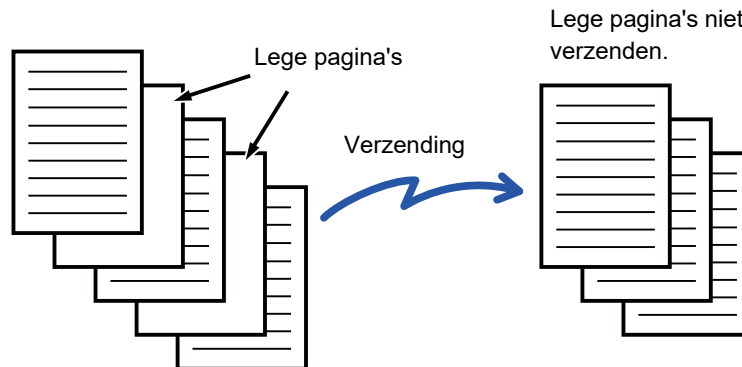 Lege pagina's niet
verzenden.
Lege pagina's
Verzending